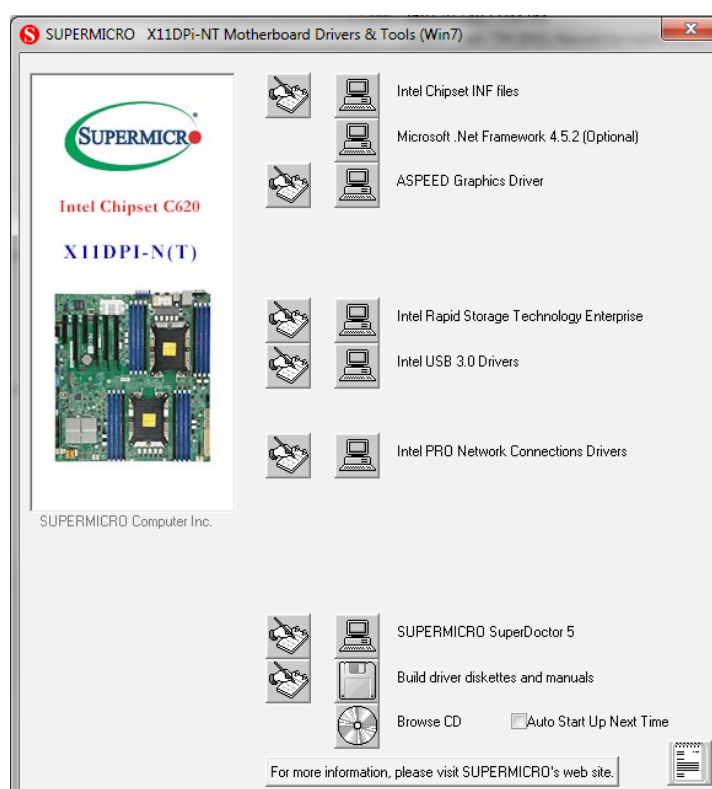 SUPERMICRO X11DPi-NT Motherboard Drivers & Tools (Win7)
SUPERMICRO
Intel Chipset C620
X11DPI-N(T)
SUPERMICRO Computer Inc.
Intel Chipset INF files
Microsoft .Net Framework 4.5.2 (Optional)
ASPEED Graphics Driver
Intel Rapid Storage Technology Enterprise
Intel USB 3.0 Drivers
Intel PRO Network Connections Drivers
SUPERMICRO SuperDoctor 5
Build driver diskettes and manuals
Browse CD
Auto Start Up Next Time
For more information, please visit SUPERMICRO's web site.